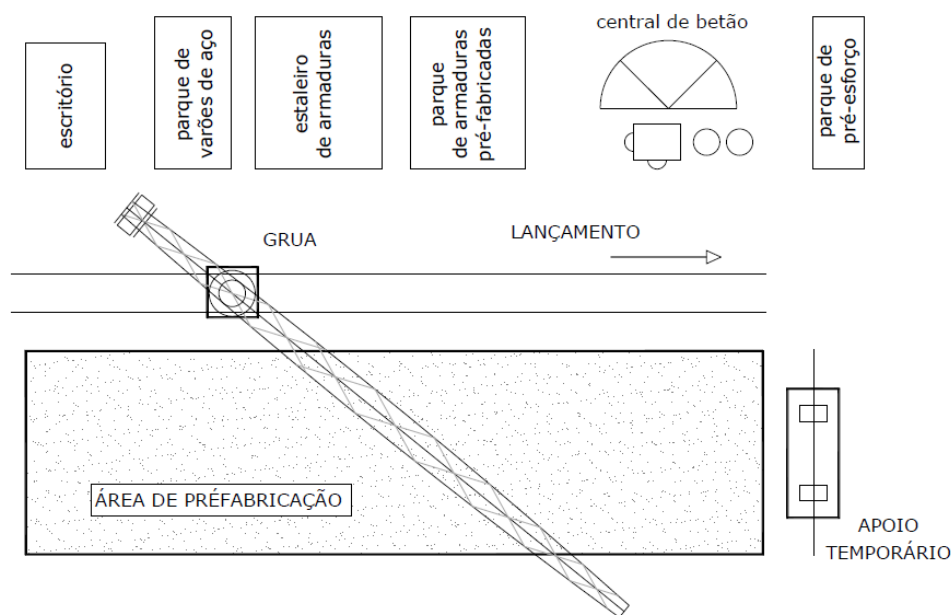 escritório
parque de
varões de aço
estaleiro
de armaduras
parque
de armaduras
pré-fabricadas
central de betão
parque de
pré-esforço
GRUA
LANÇAMENTO
ÁREA DE PRÉFABRICAÇÃO
APOIO
TEMPORÁRIO